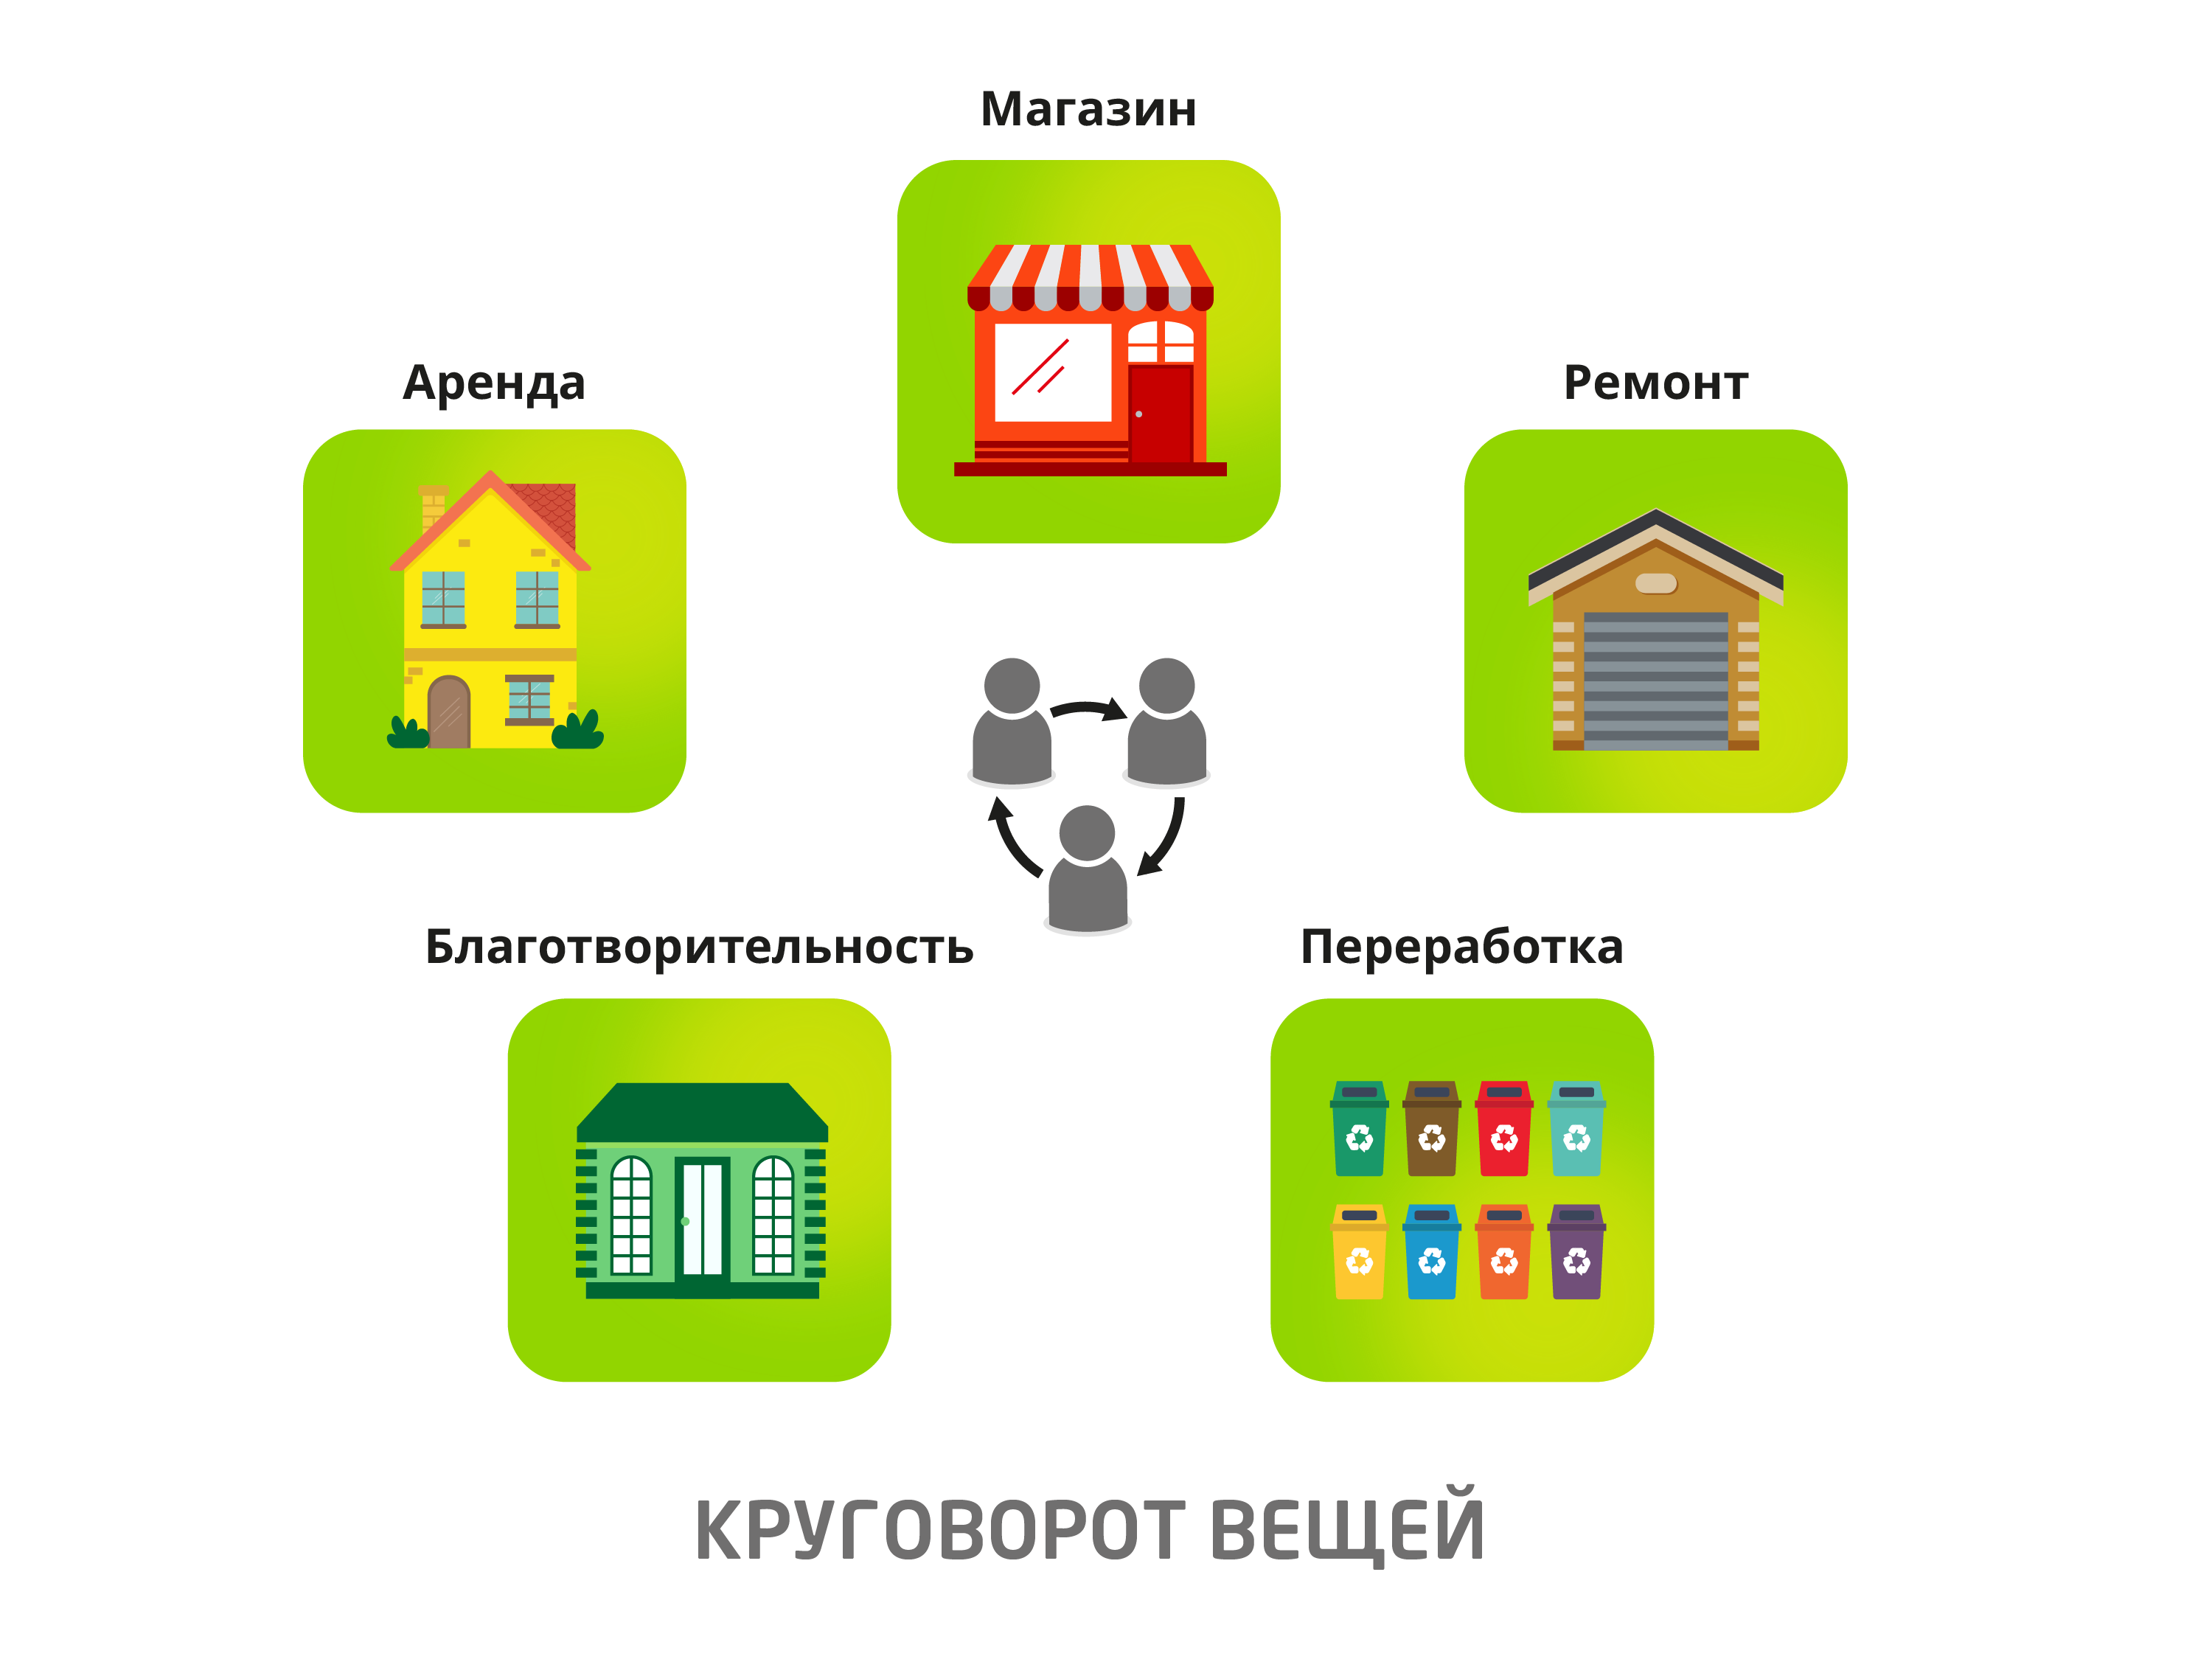 Магазин
Аренда
Ремонт
Благотворительность
Переработка
КРУГОВОРОТ ВЕЩЕЙ